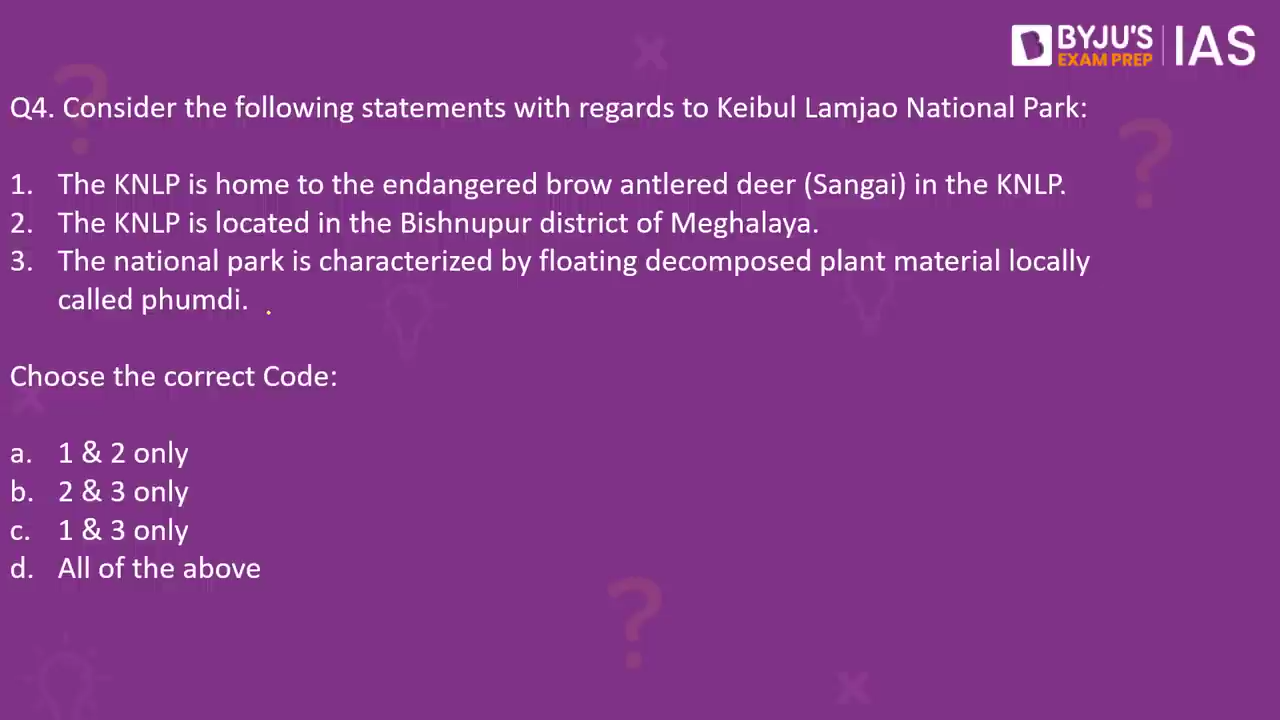 BYJU'S
EXAM PREP
IAS
Q4. Consider the following statements with regards to Keibul Lamjao National Park:
1. The KNLP is home to the endangered brow antlered deer (Sangai) in the KNLP.
2. The KNLP is located in the Bishnupur district of Meghalaya.
3. The national park is characterized by floating decomposed plant material locally
called phumdi.
Choose the correct Code:
a. 1 & 2 only
b. 2 & 3 only
c. 1 & 3 only
d. All of the above